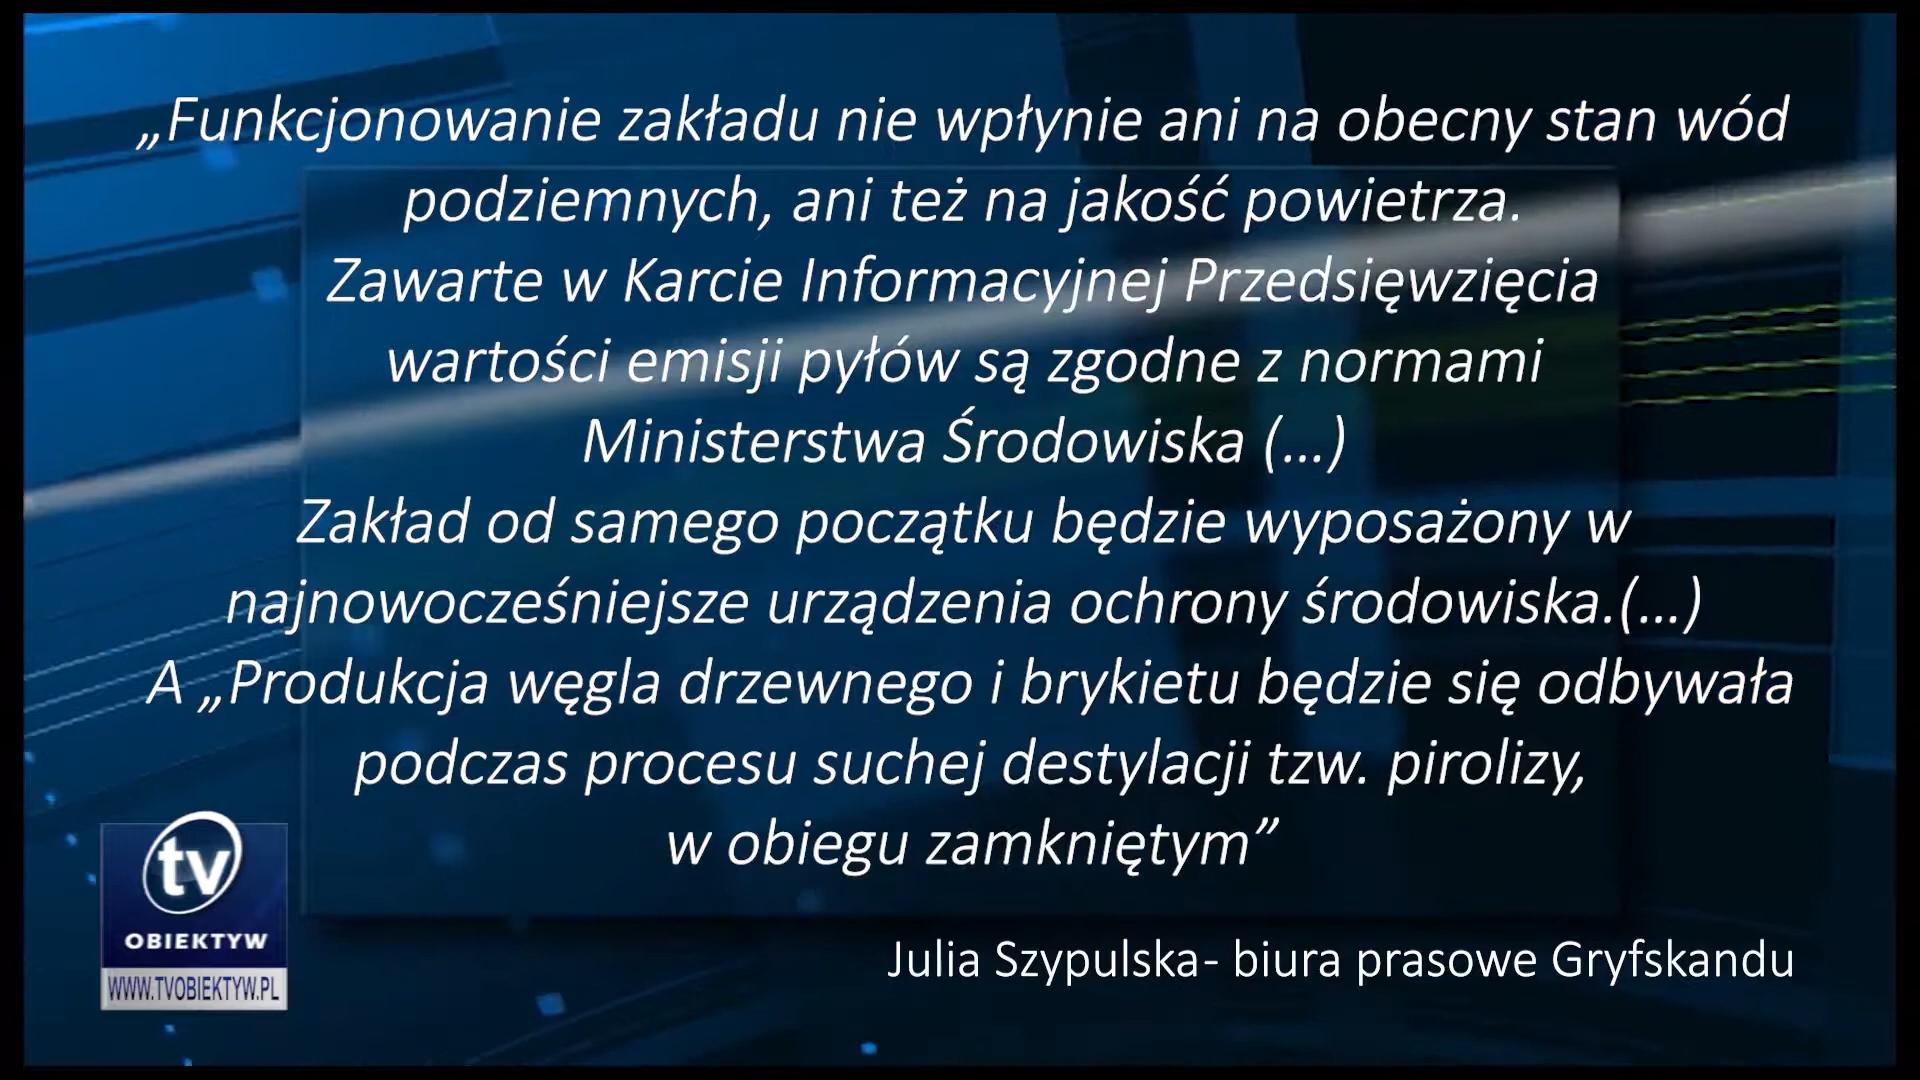 „Funkcjonowanie zakładu nie wpłynie ani na obecny stan wód
podziemnych, ani też na jakość powietrza.
Zawarte w Karcie Informacyjnej Przedsięwzięcia
wartości emisji pyłów są zgodne z normami
Ministerstwa Środowiska (...)
Zakład od samego początku będzie wyposażony w
najnowocześniejsze urządzenia ochrony środowiska.(...)
A „Produkcja węgla drzewnego i brykietu będzie się odbywała
podczas procesu suchej destylacji tzw. pirolizy,
w obiegu zamkniętym”
Julia Szypulska- biura prasowe Gryfskandu
tv
OBIEKTYW
WWW.TVOBIEKTYW.PL